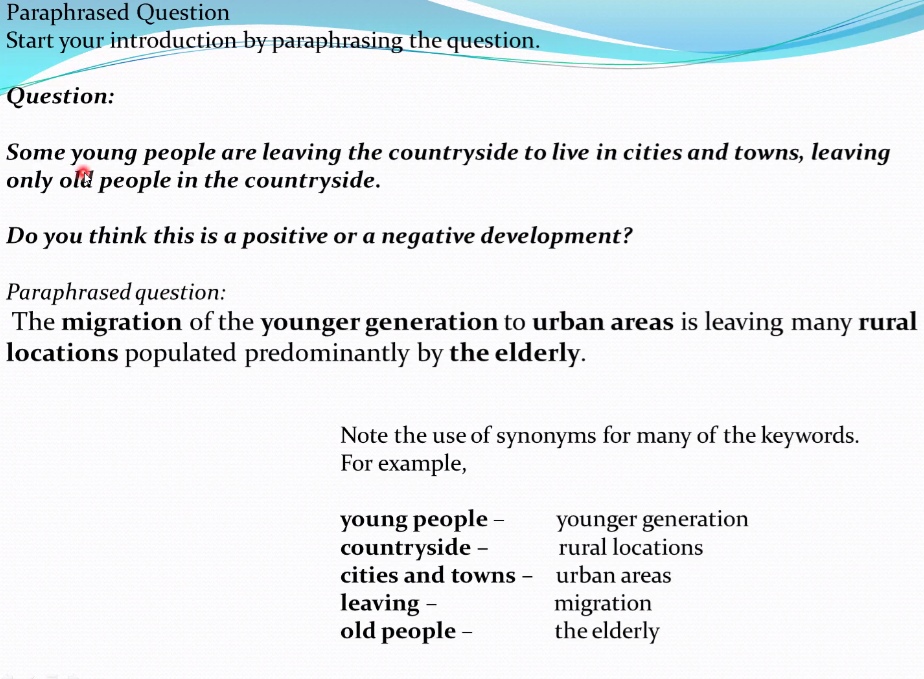 Paraphrased Question
Start your introduction by paraphrasing the question.
Question:
Some young people are leaving the countryside to live in cities and towns, leaving
only old people in the countryside.
Do you think this is a positive or a negative development?
Paraphrased question:
The migration of the younger generation to urban areas is leaving many rural
locations populated predominantly by the elderly.
Note the use of synonyms for many of the keywords.
For example,
young people – younger generation
countryside – rural locations
cities and towns – urban areas
leaving – migration
old people – the elderly